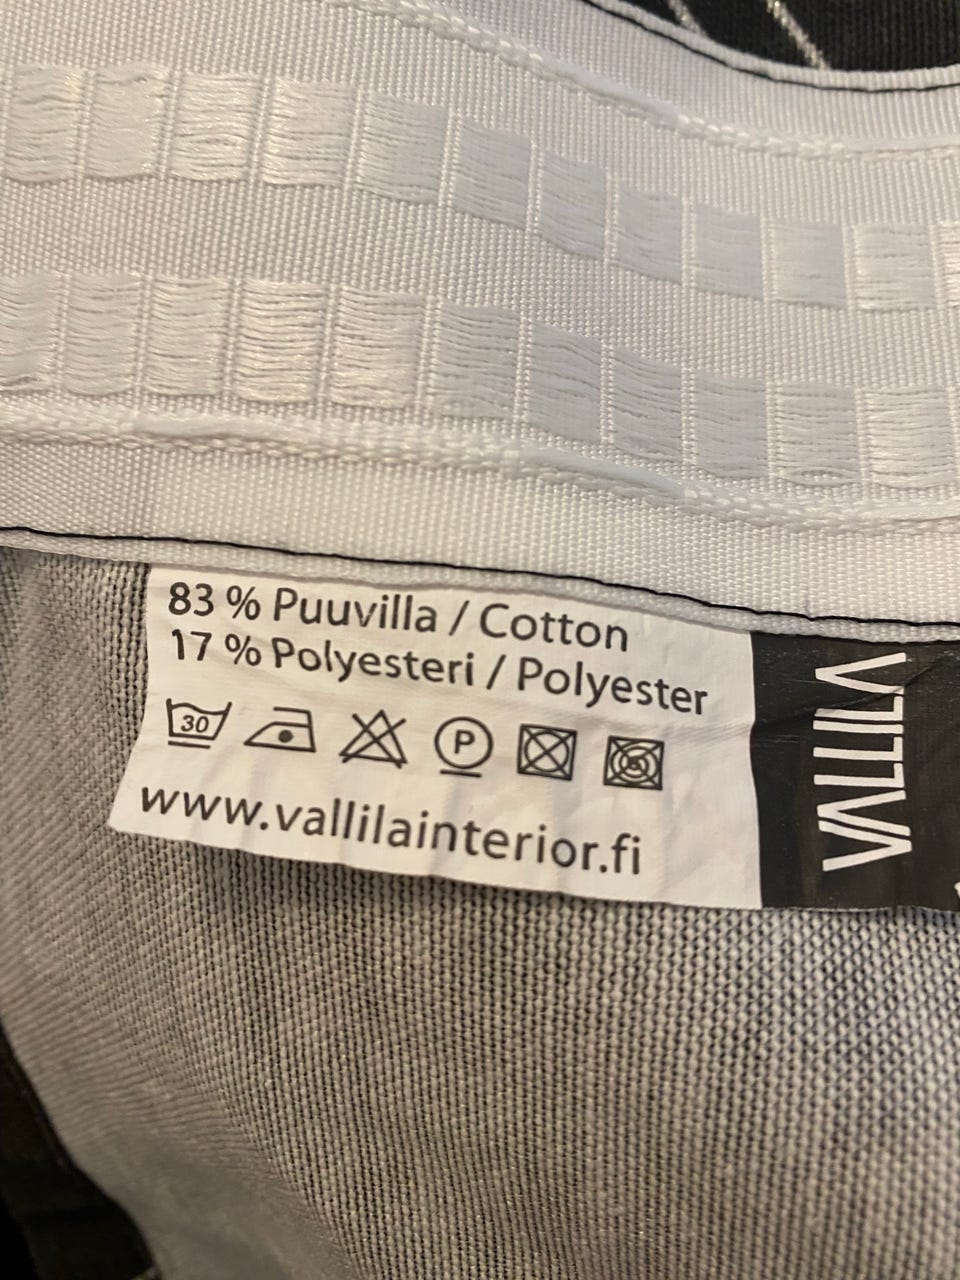 83 % Puuvilla / Cotton
17 % Polyesteri / Polyester
30 P
www.vallilainterior.fi
VALLILA